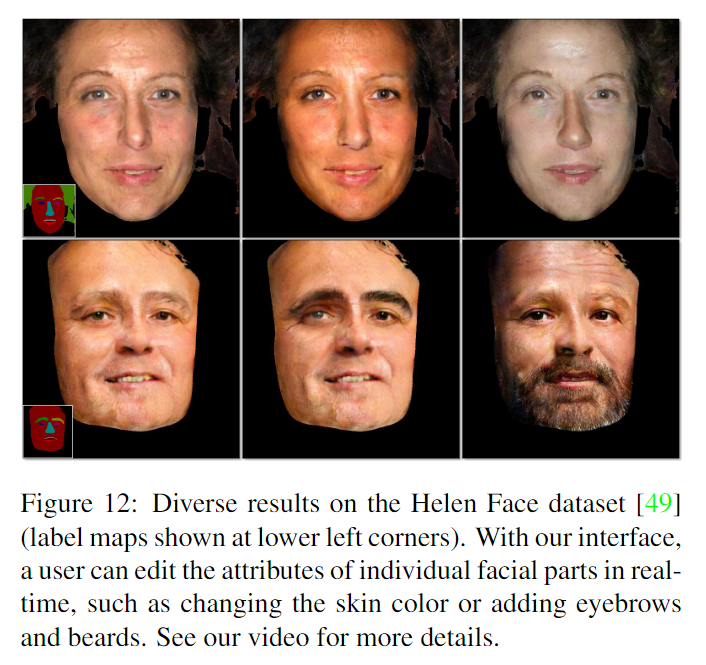 Figure 12: Diverse results on the Helen Face dataset [49]
(label maps shown at lower left corners). With our interface,
a user can edit the attributes of individual facial parts in real-
time, such as changing the skin color or adding eyebrows
and beards. See our video for more details.